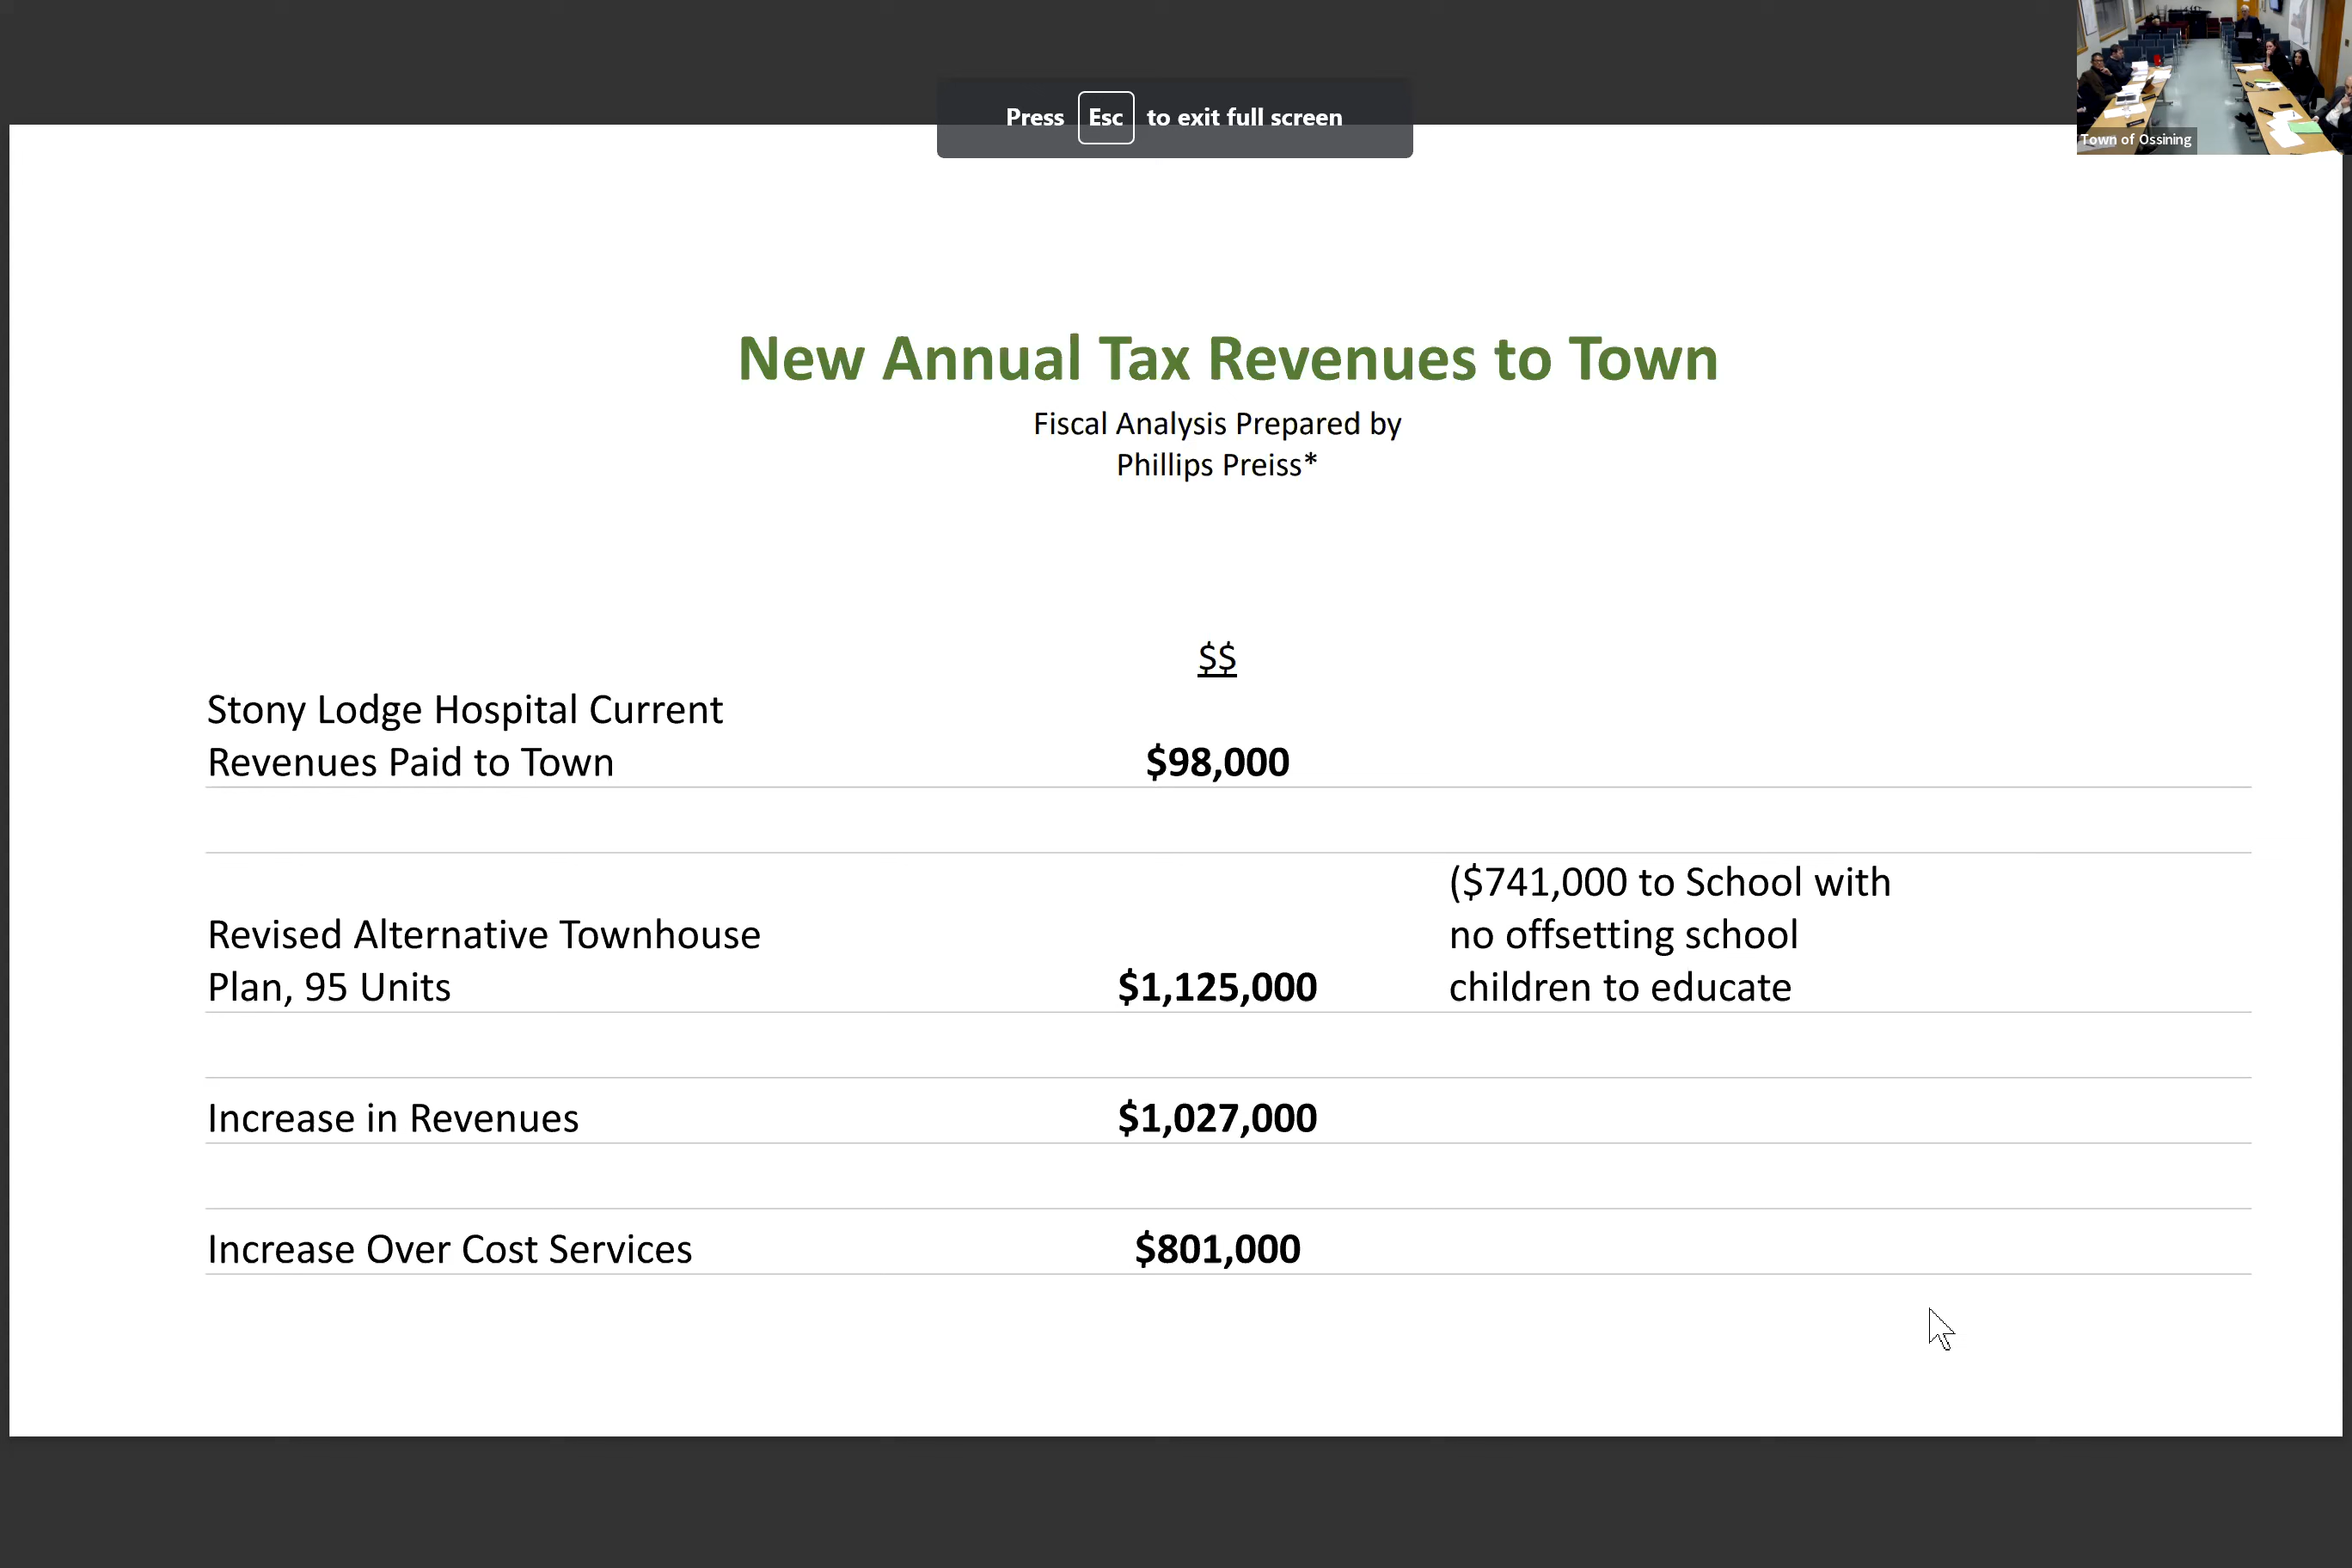 Town of Ossining
Press Esc to exit full screen
New Annual Tax Revenues to Town
Fiscal Analysis Prepared by
Phillips Preiss*
$$
Stony Lodge Hospital Current
Revenues Paid to Town $98,000
($741,000 to School with
Revised Alternative Townhouse no offsetting school
Plan, 95 Units $1,125,000 children to educate
Increase in Revenues $1,027,000
Increase Over Cost Services $801,000